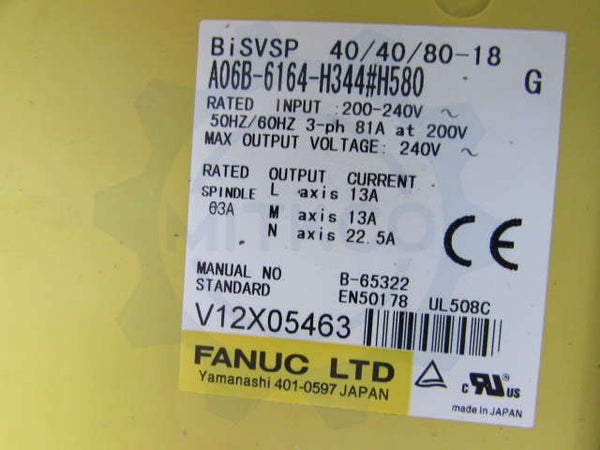 BiSVSP 40/40/80-18
A06B-6164-H344#H580 G
RATED INPUT :200-240V ~
50HZ/60HZ 3-ph 81A at 200V
MAX OUTPUT VOLTAGE: 240V ~
RATED OUTPUT CURRENT
SPINDLE L axis 13A
63A M axis 13A
N axis 22.5A
CE
MANUAL NO B-65322
STANDARD EN50178 UL508C
V12X05463
FANUC LTD
Yamanashi 401-0597 JAPAN
c RU us
made in JAPAN